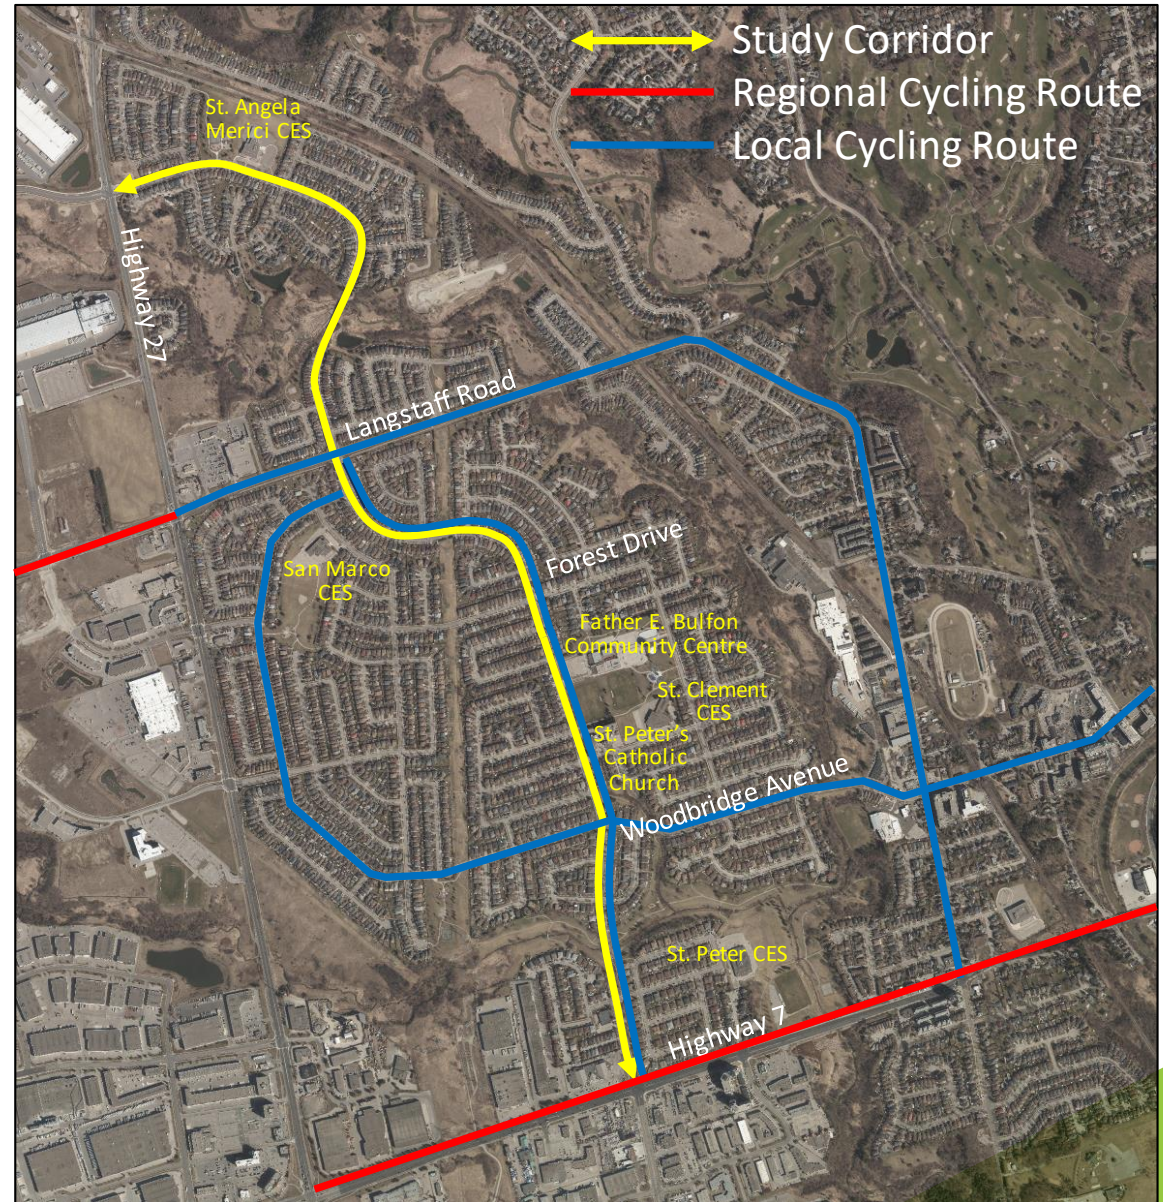 Study Corridor
Regional Cycling Route
Local Cycling Route
St. Angela
Merici CES
Highway 27
Langstaff Road
Forest Drive
San Marco
CES
Father E. Bulfon
Community Centre
St. Clement
CES
St. Peter's
Catholic
Church
Woodbridge Avenue
St. Peter CES
Highway 7